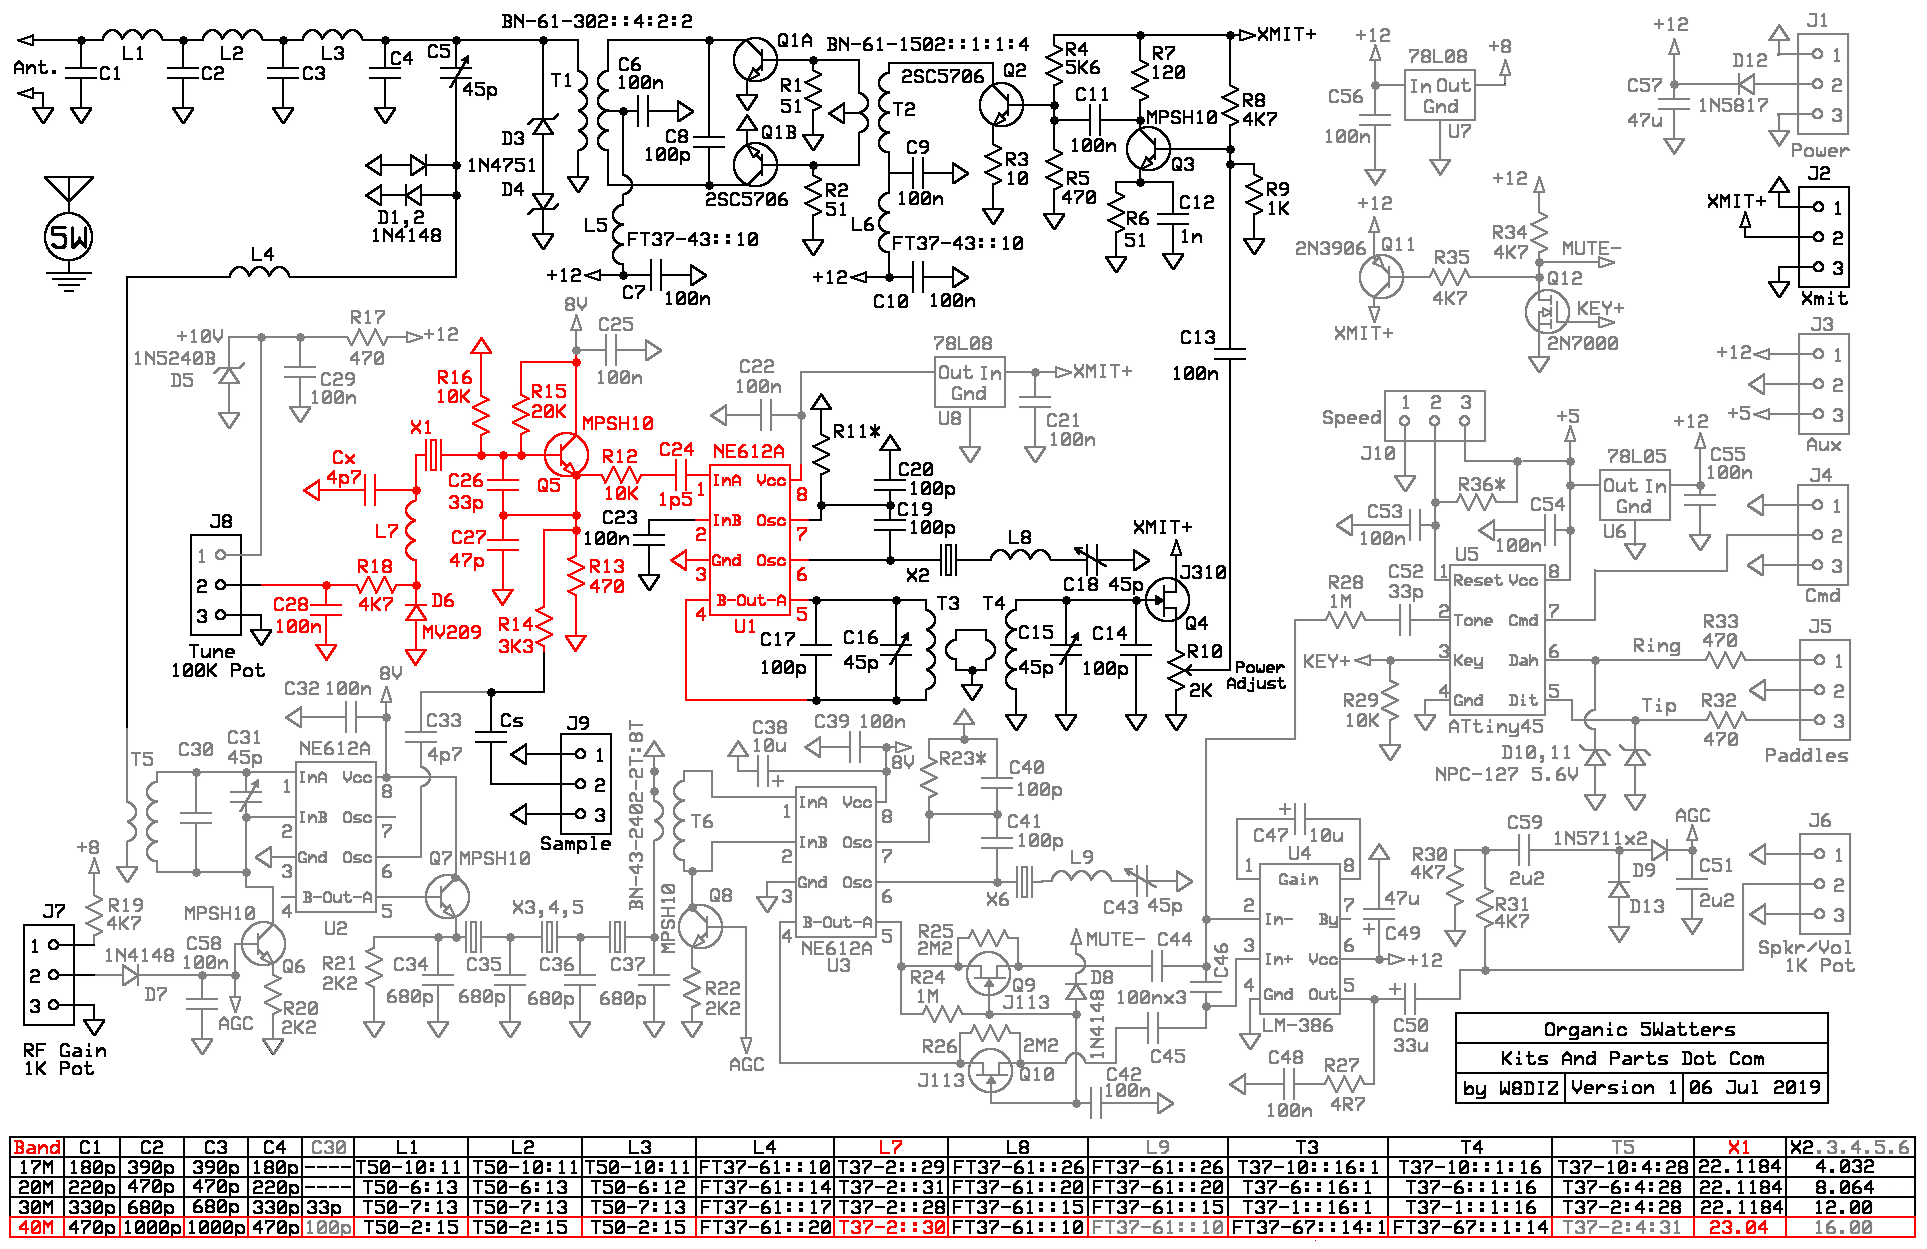 BN-61-302::4:2:2
Ant.
L1
L2
L3
C1
C2
C3
C4
C5
45p
T1
C6
100n
C8
100p
Q1A
Q1B
2SC5706
R1
51
R2
51
BN-61-1502::1:1:4
2SC5706
Q2
T2
R4
5K6
C11
100n
R7
120
XMIT+
MPSH10
Q3
R8
4K7
R9
1K
C9
100n
R3
10
R5
470
R6
51
C12
1n
D3
1N4751
D4
D1,2
1N4148
L5
FT37-43::10
+12
C7
100n
L6
FT37-43::10
+12
C10
100n
5W
L4
+12
78L08
+8
In Out
Gnd
C56
100n
U7
+12
D12
C57
1N5817
47u
J1
1
2
3
Power
J2
XMIT+
1
2
3
Xmit
+12
+12
2N3906
Q11
R34
4K7
MUTE-
R35
4K7
Q12
KEY+
XMIT+
2N7000
J3
+12
1
2
+5
3
Aux
+10V
R17
+12
1N5240B
470
D5
C29
100n
8V
C25
100n
R16
10K
R15
20K
MPSH10
X1
Q5
Cx
4p7
C26
33p
R12
10K
C24
1p5
L7
C27
47p
R13
470
R18
4K7
D6
MV209
C28
100n
R14
3K3
J8
1
2
3
Tune
100K Pot
C22
100n
78L08
Out In
Gnd
U8
XMIT+
C21
100n
C13
100n
NE612A
1 InA Vcc 8
2 InB Osc 7
3 Gnd Osc 6
4 B-Out-A 5
U1
C23
100n
R11*
C20
100p
C19
100p
X2
L8
C18 45p
XMIT+
J310
Q4
T3
T4
C17
100p
C16
45p
C15
45p
C14
100p
R10
2K
Power
Adjust
Speed
1 2 3
J10
+5
+12
78L05
C55
100n
Out In
Gnd
U6
R36*
C53
100n
C54
100n
U5
1 Reset Vcc 8
2 Tone Cmd 7
3 Key Dah 6
4 Gnd Dit 5
ATtiny45
R28
1M
C52
33p
KEY+
R29
10K
J4
1
2
3
Cmd
J5
1
2
3
Paddles
Ring
R33
470
Tip
R32
470
D10,11
NPC-127 5.6V
C32 100n
8V
C33
4p7
Cs
J9
1
2
3
Sample
T5
C30
C31
45p
NE612A
1 InA Vcc 8
2 InB Osc 7
3 Gnd Osc 6
4 B-Out-A 5
U2
Q7
MPSH10
+8
R19
4K7
MPSH10
Q6
C58
100n
1N4148
D7
AGC
R20
2K2
J7
1
2
3
RF Gain
1K Pot
X3,4,5
R21
2K2
C34
680p
C35
680p
C36
680p
C37
680p
BN-43-2402-2T:8T
T6
MPSH10
Q8
R22
2K2
AGC
C38
10u
C39 100n
8V
R23*
C40
100p
C41
100p
1 InA Vcc 8
2 InB Osc 7
3 Gnd Osc 6
4 B-Out-A 5
NE612A
U3
X6
L9
C43 45p
R25
2M2
R24
1M
Q9
J113
MUTE-
D8
1N4148
C44
100nx3
C46
C45
R26
2M2
J113
Q10
C42
100n
C47 10u
U4
1 8
Gain
2 In- By 7
3 In+ Vcc 6
4 Gnd Out 5
LM-386
47u
C49
+12
C50
33u
C48
100n
R27
4R7
R30
4K7
R31
4K7
C59
2u2
1N5711x2
AGC
D9
D13
C51
2u2
J6
1
2
3
Spkr/Vol
1K Pot
Organic 5Watters
Kits And Parts Dot Com
by W8DIZ Version 1 06 Jul 2019
Band C1 C2 C3 C4 C30 L1 L2 L3 L4 L7 L8 L9 T3 T4 T5 X1 X2.3.4.5.6
17M 180p 390p 390p 180p ---- T50-10:11 T50-10:11 T50-10:11 FT37-61::10 T37-2::29 FT37-61::26 FT37-61::26 T37-10::16:1 T37-10::1:16 T37-10:4:28 22.1184 4.032
20M 220p 470p 470p 220p ---- T50-6:13 T50-6:13 T50-6:12 FT37-61::14 T37-2::31 FT37-61::20 FT37-61::20 T37-6::16:1 T37-6::1:16 T37-6:4:28 22.1184 8.064
30M 330p 680p 680p 330p 33p T50-7:13 T50-7:13 T50-7:13 FT37-61::17 T37-2::28 FT37-61::15 FT37-61::15 T37-1::16:1 T37-1::1:16 T37-2:4:28 22.1184 12.00
40M 470p 1000p 1000p 470p 100p T50-2:15 T50-2:15 T50-2:15 FT37-61::20 T37-2::30 FT37-61::10 FT37-61::10 FT37-67::14:1 FT37-67::1:14 T37-2:4:31 23.04 16.00